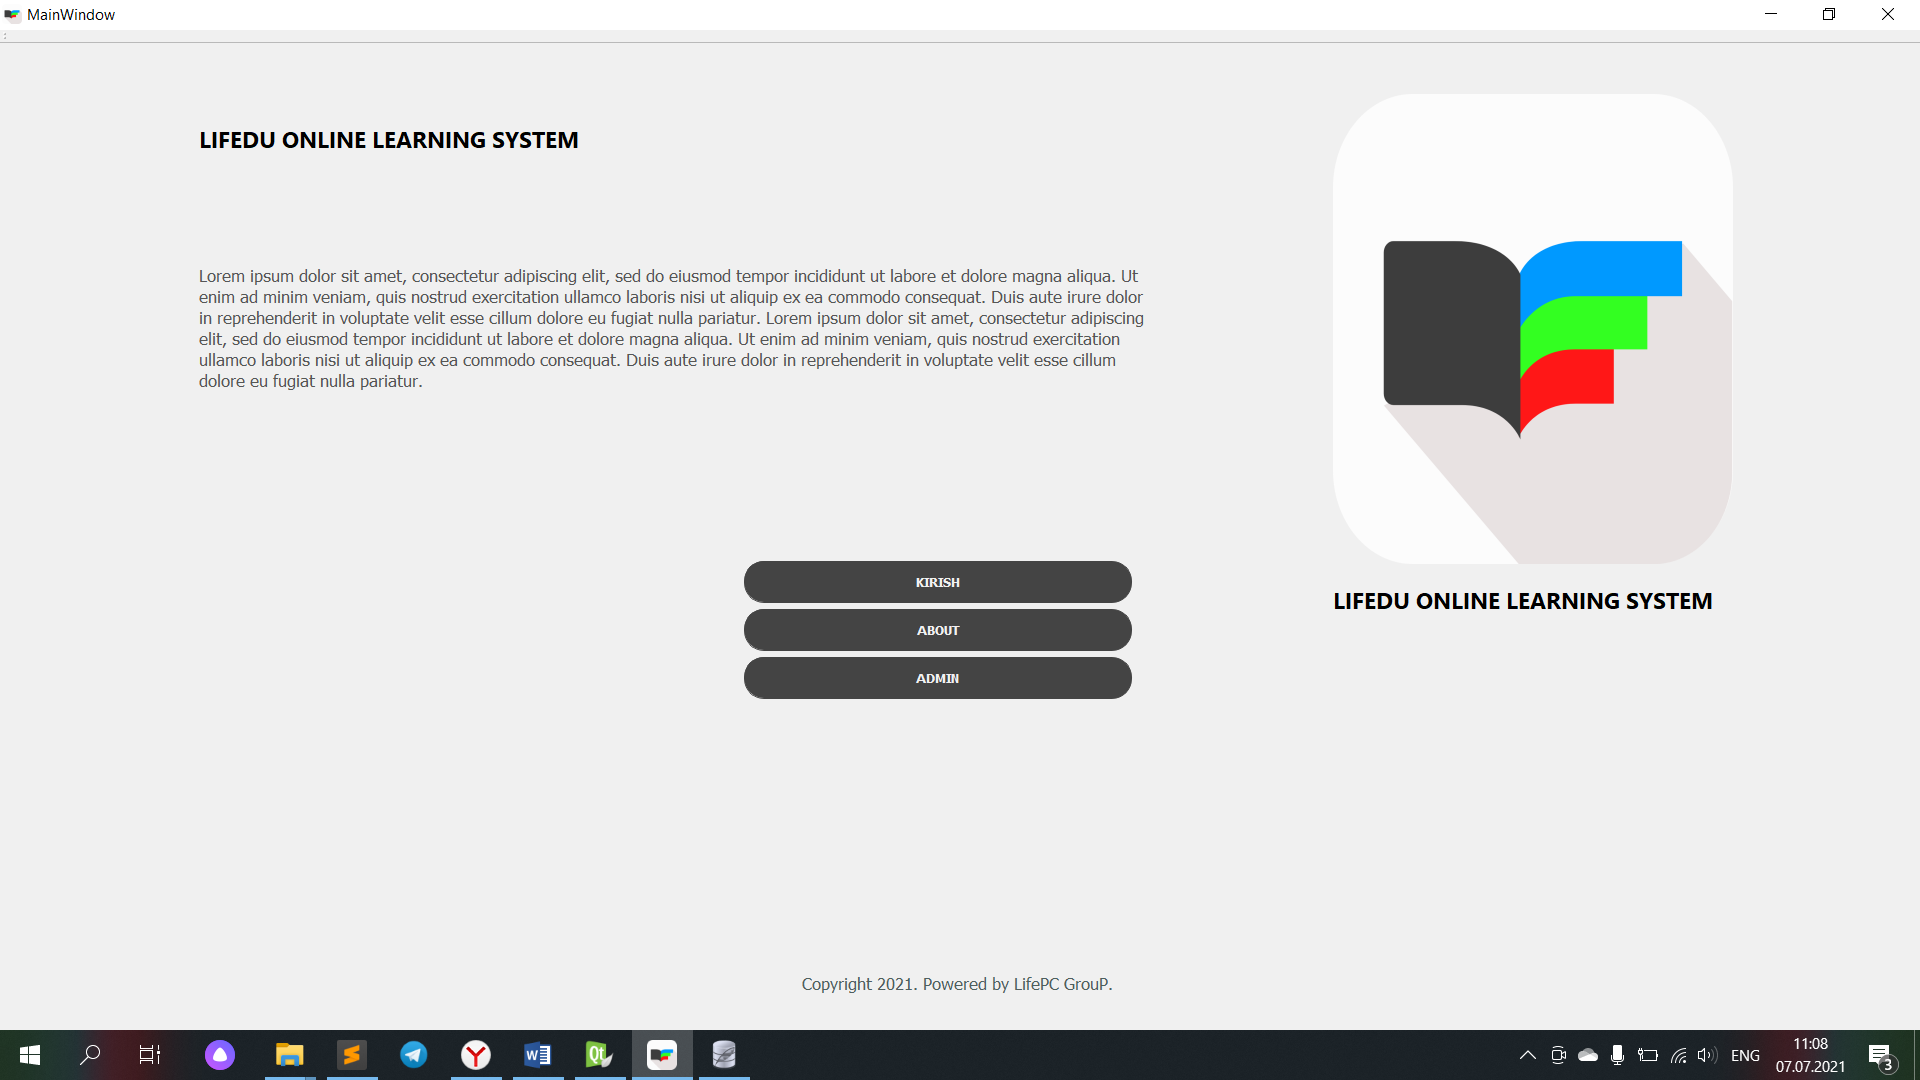 MainWindow
LIFEDU ONLINE LEARNING SYSTEM
Lorem ipsum dolor sit amet, consectetur adipiscing elit, sed do eiusmod tempor incididunt ut labore et dolore magna aliqua. Ut
enim ad minim veniam, quis nostrud exercitation ullamco laboris nisi ut aliquip ex ea commodo consequat. Duis aute irure dolor
in reprehenderit in voluptate velit esse cillum dolore eu fugiat nulla pariatur. Lorem ipsum dolor sit amet, consectetur adipiscing
elit, sed do eiusmod tempor incididunt ut labore et dolore magna aliqua. Ut enim ad minim veniam, quis nostrud exercitation
ullamco laboris nisi ut aliquip ex ea commodo consequat. Duis aute irure dolor in reprehenderit in voluptate velit esse cillum
dolore eu fugiat nulla pariatur.
KIRISH
ABOUT
ADMIN
LIFEDU ONLINE LEARNING SYSTEM
Copyright 2021. Powered by LifePC GrouP.
W
Qt
ENG
11:08
07.07.2021
3